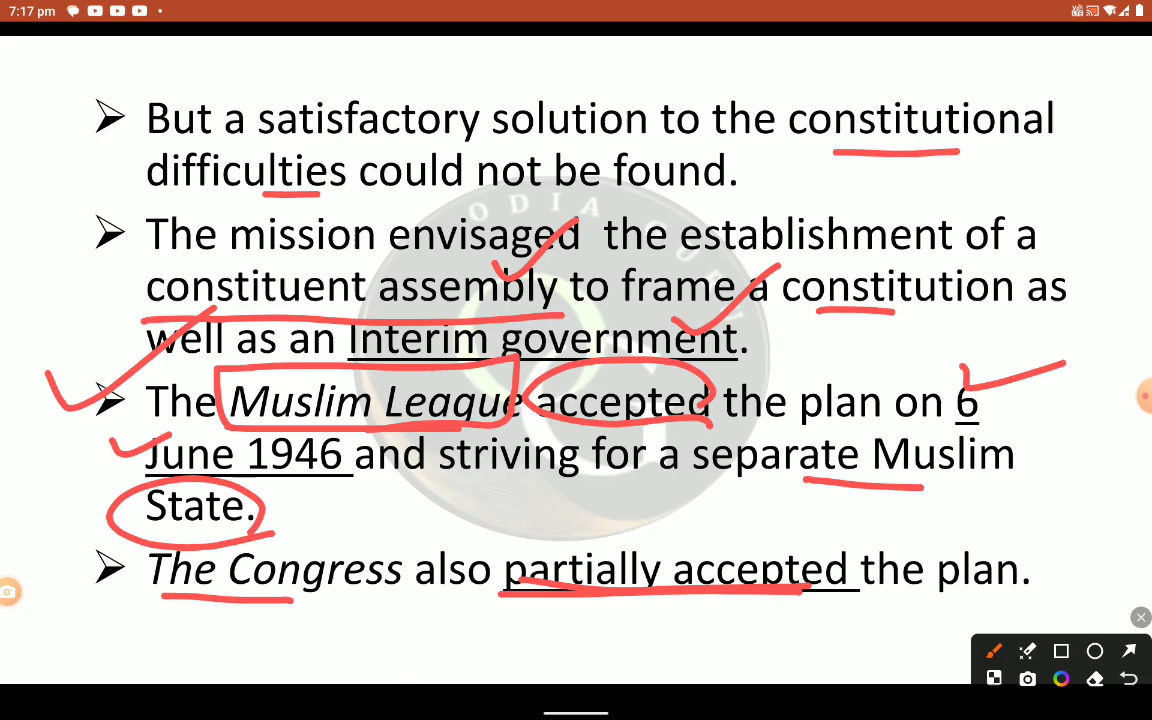 7:17 pm
But a satisfactory solution to the constitutional
difficulties could not be found.
The mission envisaged the establishment of a
constituent assembly to frame a constitution as
well as an Interim government.
The Muslim League accepted the plan on 6
June 1946 and striving for a separate Muslim
State.
The Congress also partially accepted the plan.
ODIA